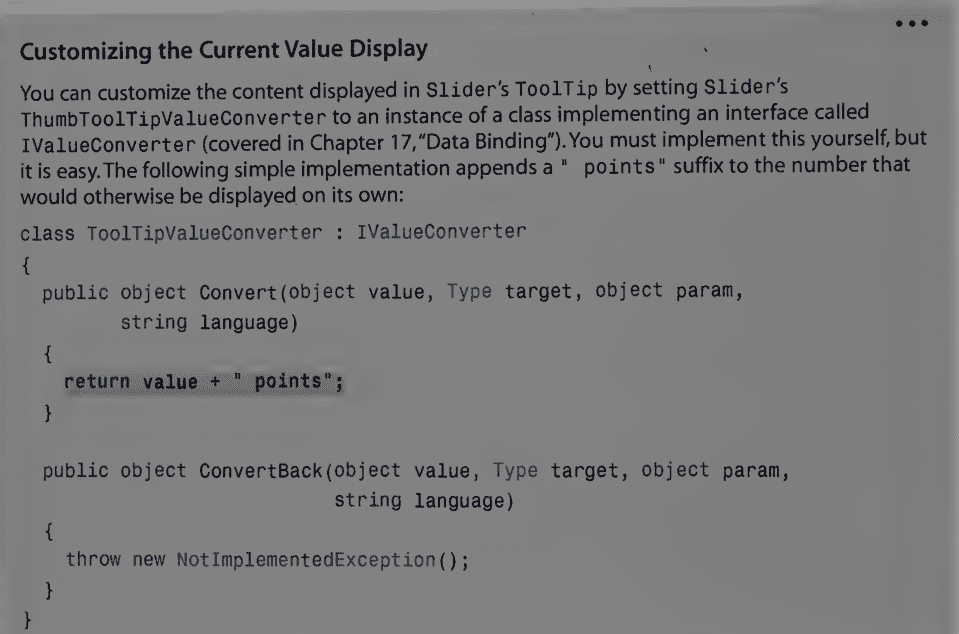 Customizing the Current Value Display
You can customize the content displayed in Slider's ToolTip by setting Slider's
ThumbToolTipValueConverter to an instance of a class implementing an interface called
IValueConverter (covered in Chapter 17, "Data Binding"). You must implement this yourself, but
it is easy. The following simple implementation appends a " points" suffix to the number that
would otherwise be displayed on its own:
class ToolTipValueConverter : IValueConverter
{
  public object Convert(object value, Type target, object param,
         string language)
  {
    return value + " points";
  }

  public object ConvertBack(object value, Type target, object param,
                            string language)
  {
    throw new NotImplementedException();
  }
}